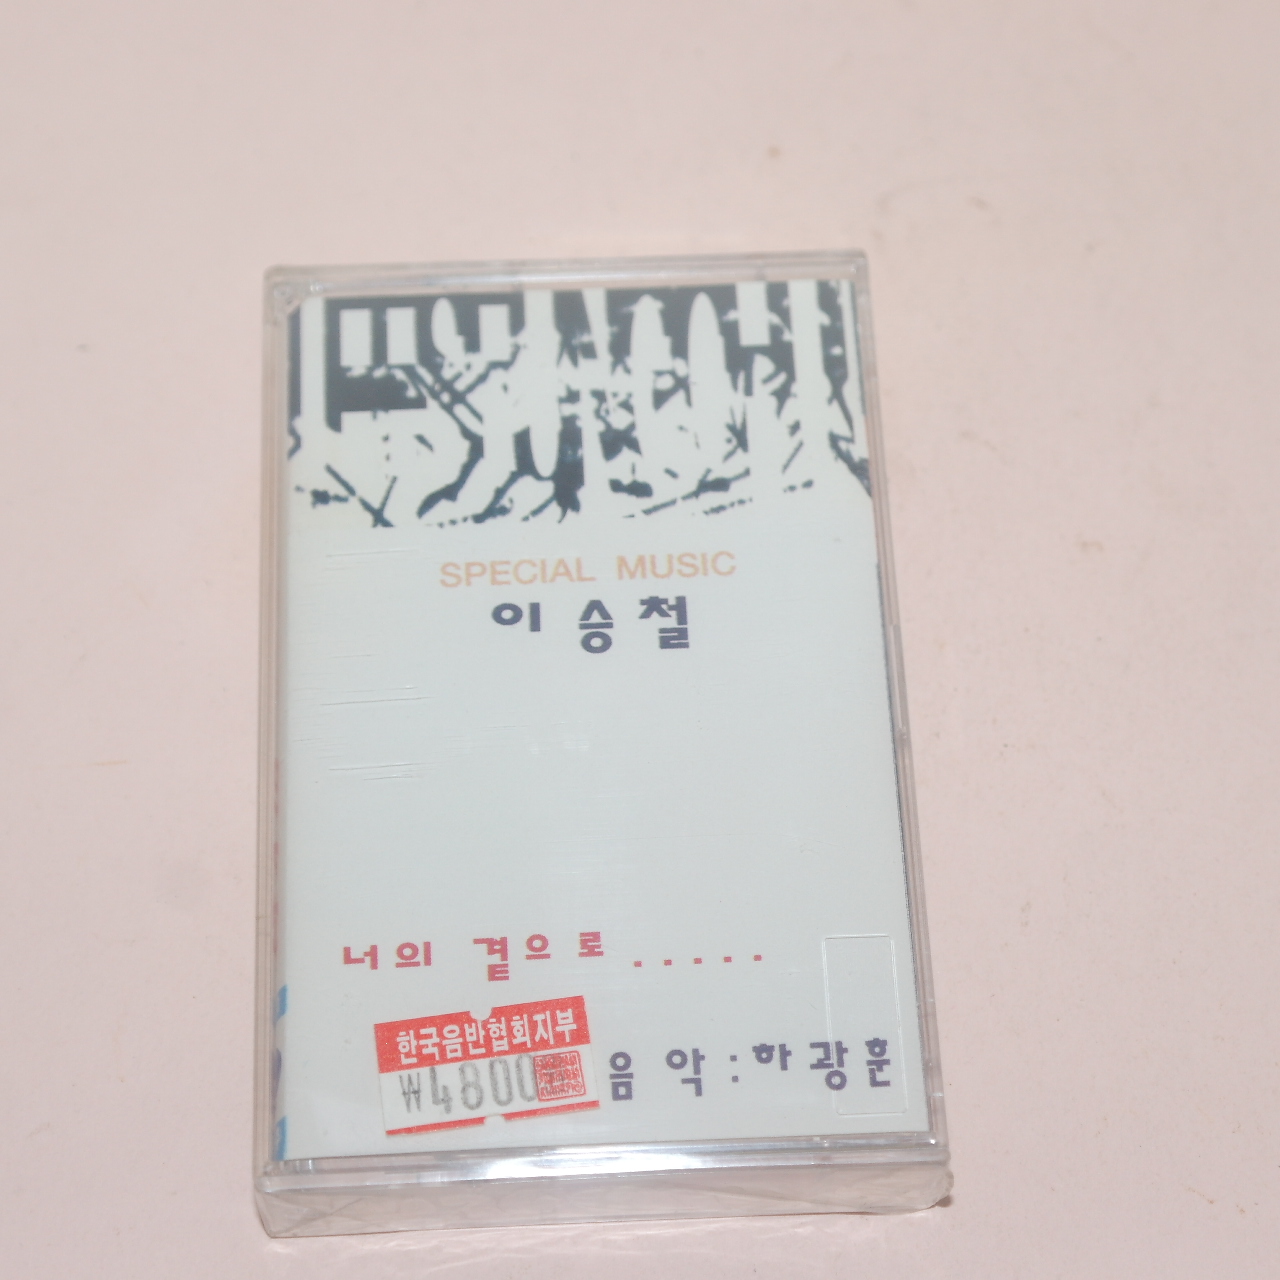 SPECIAL MUSIC
이승철
너의 곁으로.....
한국음반협회지부
₩4800
음악:하광훈